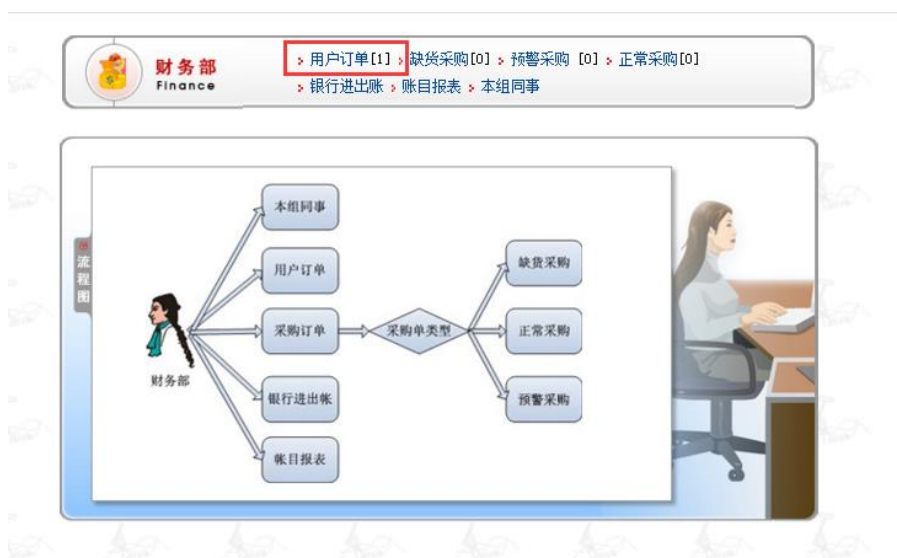 财务部
Finance
用户订单[1] 缺货采购[0] 预警采购 [0] 正常采购[0]
银行进出账 账目报表 本组同事
流程图
本组同事
用户订单
采购订单
采购单类型
缺货采购
正常采购
预警采购
财务部
银行进出帐
帐目报表